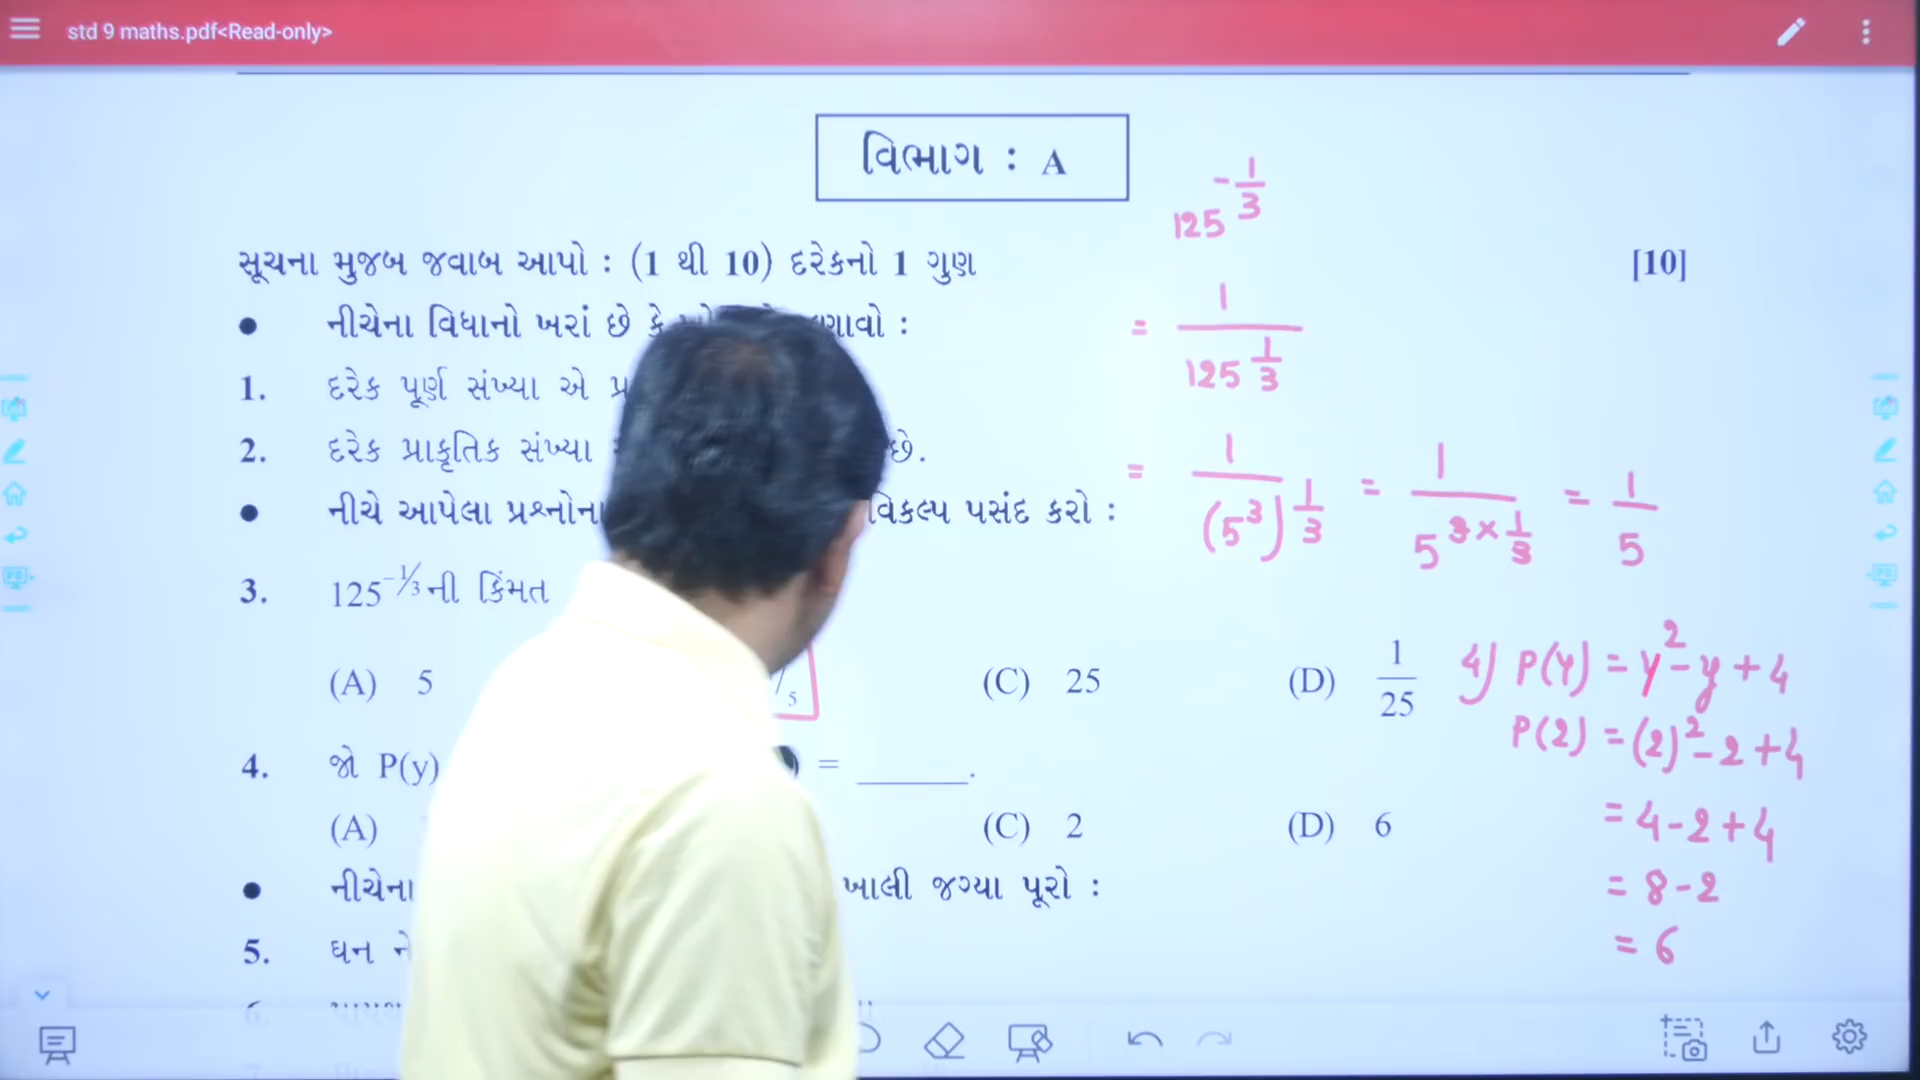 std 9 maths.pdf<Read-only>
વિભાગ : A
સૂચના મુજબ જવાબ આપો : (1 થી 10) દરેકનો 1 ગુણ [10]
• નીચેના વિધાનો ખરાં છે કે :
1. દરેક પૂર્ણ સંખ્યા એ
2. દરેક પ્રાકૃતિક સંખ્યા છે.
• નીચે આપેલા પ્રશ્નોના વિકલ્પ પસંદ કરો :
3. 125^(-1/3) ની કિંમત
(A) 5 (C) 25 (D) 1/25
4. જો P(y) = ______.
(A) (C) 2 (D) 6
• નીચેના ખાલી જગ્યા પૂરો :
5. ઘન
125^(-1/3)
= 1/125^(1/3)
= 1/(5^3)^(1/3) = 1/5^(3×1/3) = 1/5
4) P(y) = y^2 - y + 4
P(2) = (2)^2 - 2 + 4
= 4 - 2 + 4
= 8 - 2
= 6